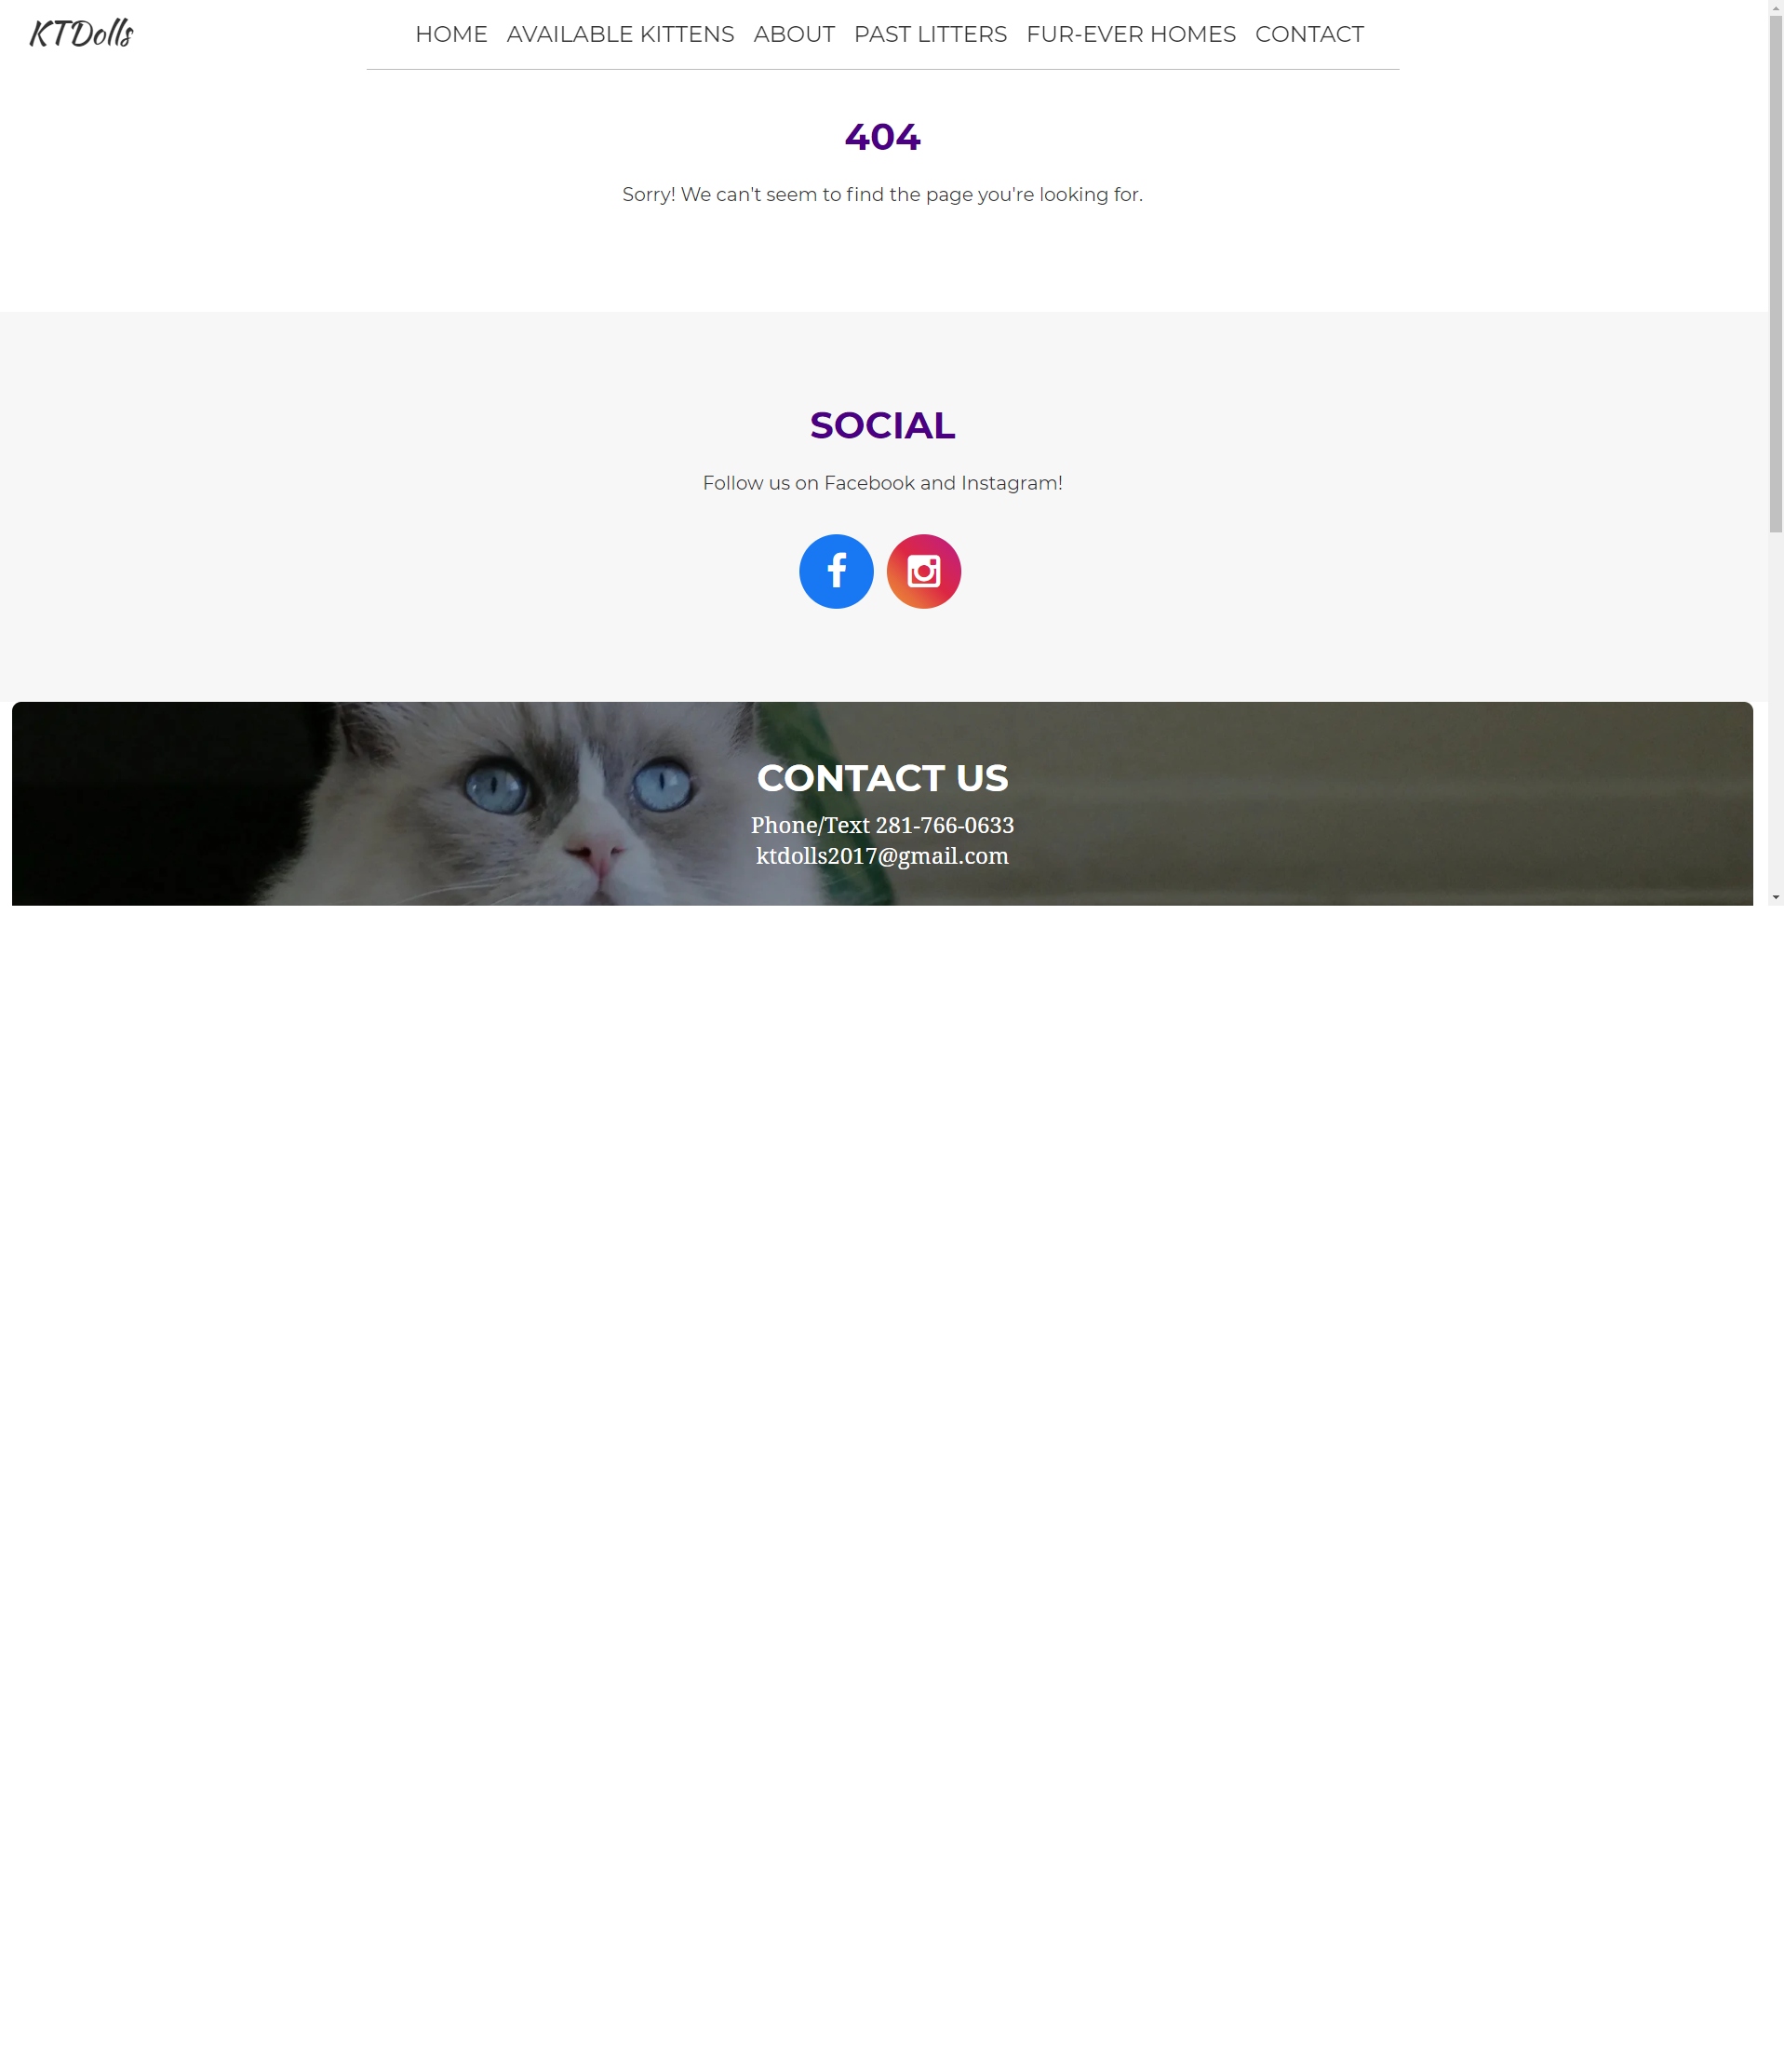 KTDolls
HOME AVAILABLE KITTENS ABOUT PAST LITTERS FUR-EVER HOMES CONTACT
404
Sorry! We can't seem to find the page you're looking for.
SOCIAL
Follow us on Facebook and Instagram!
CONTACT US
Phone/Text 281-766-0633
ktdolls2017@gmail.com